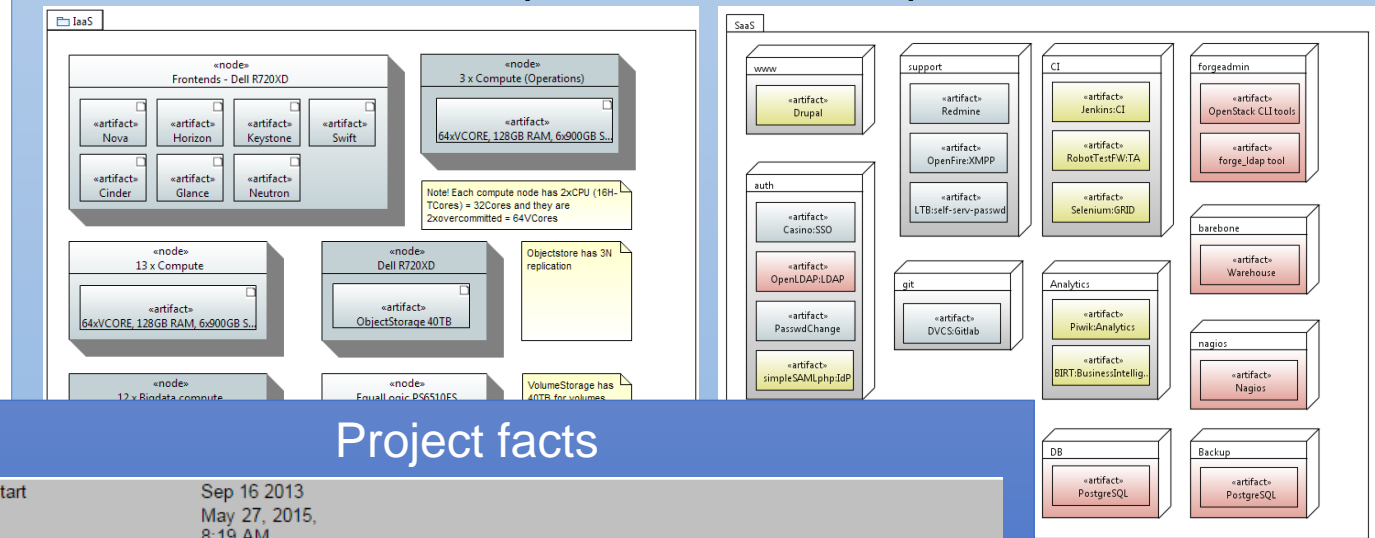 IaaS
«node»
Frontends - Dell R720XD
«artifact»
Nova
«artifact»
Horizon
«artifact»
Keystone
«artifact»
Swift
«artifact»
Cinder
«artifact»
Glance
«artifact»
Neutron
«node»
3 x Compute (Operations)
«artifact»
64xVCORE, 128GB RAM, 6x900GB S...
Note! Each compute node has 2xCPU (16H-
TCores) = 32Cores and they are
2xovercommitted = 64VCores
«node»
13 x Compute
«artifact»
64xVCORE, 128GB RAM, 6x900GB S...
«node»
Dell R720XD
«artifact»
ObjectStorage 40TB
Objectstore has 3N
replication
«node»
12 x Bigdata compute
«node»
EqualLogic PS6510ES
VolumeStorage has
40TB for volumes
SaaS
www
«artifact»
Drupal
support
«artifact»
Redmine
«artifact»
OpenFire:XMPP
«artifact»
LTB:self-serv-passwd
CI
«artifact»
Jenkins:CI
«artifact»
RobotTestFW:TA
«artifact»
Selenium:GRID
forgeadmin
«artifact»
OpenStack CLI tools
«artifact»
forge_ldap tool
auth
«artifact»
Casino:SSO
«artifact»
OpenLDAP:LDAP
«artifact»
PasswdChange
«artifact»
simpleSAMLphp:IdP
git
«artifact»
DVCS:Gitlab
Analytics
«artifact»
Piwik:Analytics
«artifact»
BIRT:BusinessIntellig...
barebone
«artifact»
Warehouse
nagios
«artifact»
Nagios
DB
«artifact»
PostgreSQL
Backup
«artifact»
PostgreSQL
Project facts
tart
Sep 16 2013
May 27, 2015,
8:19 AM